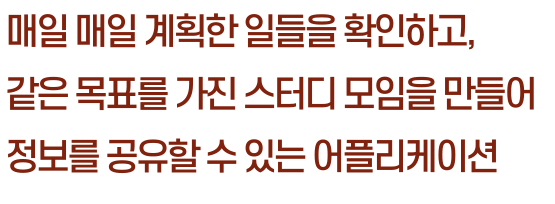 매일 매일 계획한 일들을 확인하고,
같은 목표를 가진 스터디 모임을 만들어
정보를 공유할 수 있는 어플리케이션